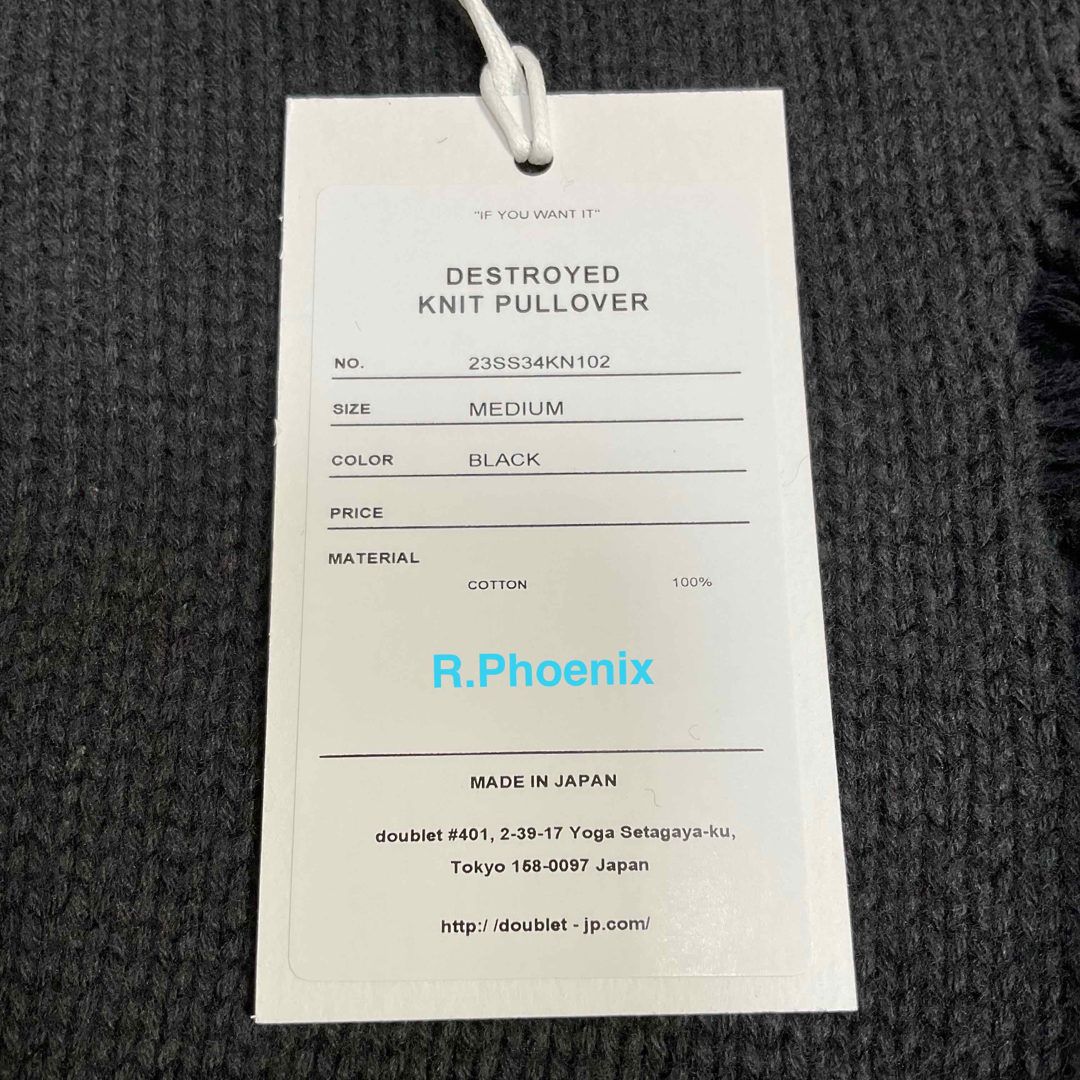 "IF YOU WANT IT"
DESTROYED
KNIT PULLOVER
NO. 23SS34KN102
SIZE MEDIUM
COLOR BLACK
PRICE
MATERIAL
COTTON 100%
R.Phoenix
MADE IN JAPAN
doublet #401, 2-39-17 Yoga Setagaya-ku,
Tokyo 158-0097 Japan
http:/ /doublet - jp.com/